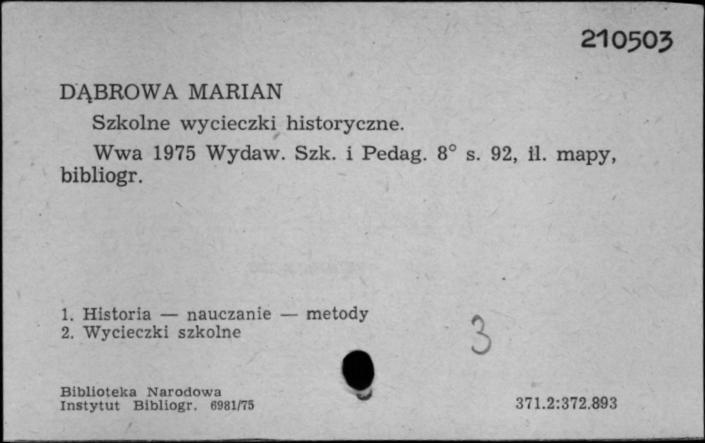 210503
DĄBROWA MARIAN
Szkolne wycieczki historyczne.
Wwa 1975 Wydaw. Szk. i Pedag. 8° s. 92, il. mapy,
bibliogr.
1. Historia — nauczanie — metody
2. Wycieczki szkolne
3
Biblioteka Narodowa
Instytut Bibliogr. 6981/75
371.2:372.893